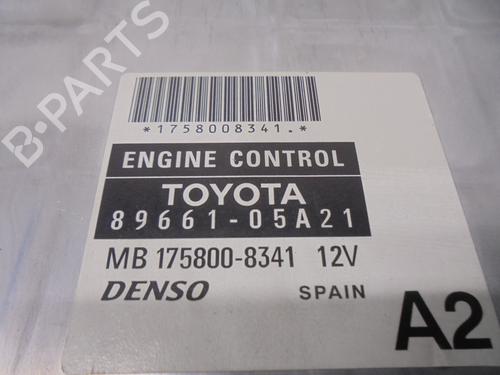 B-PARTS
*1758008341.*
ENGINE CONTROL
TOYOTA
89661-05A21
MB 175800-8341 12V
DENSO SPAIN
A2